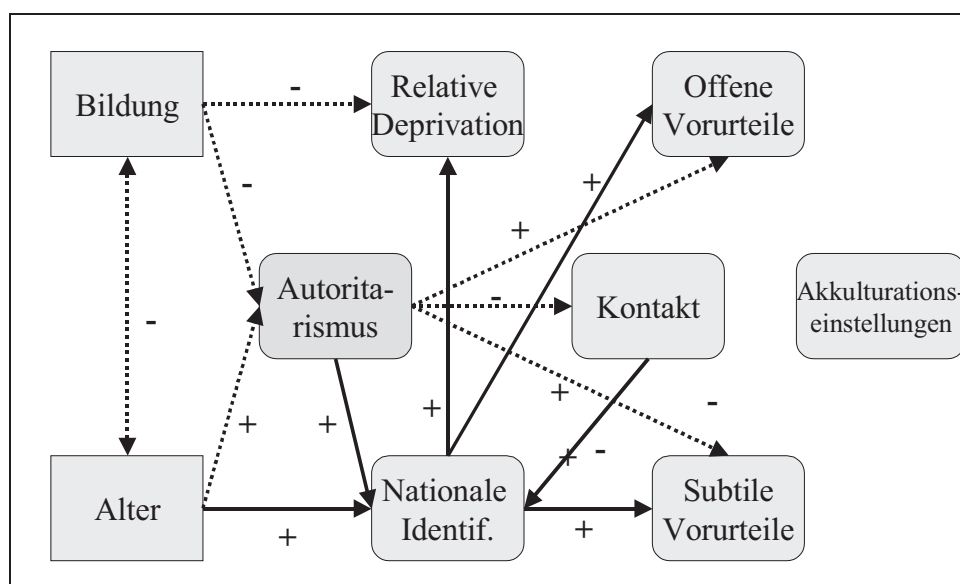 Bildung
-
Relative
Deprivation
Offene
Vorurteile
-
+
+
-
Autorita-
rismus
-
Kontakt
Akkulturations-
einstellungen
+
+
+
+
-
+
-
Alter
+
Nationale
Identif.
+
Subtile
Vorurteile